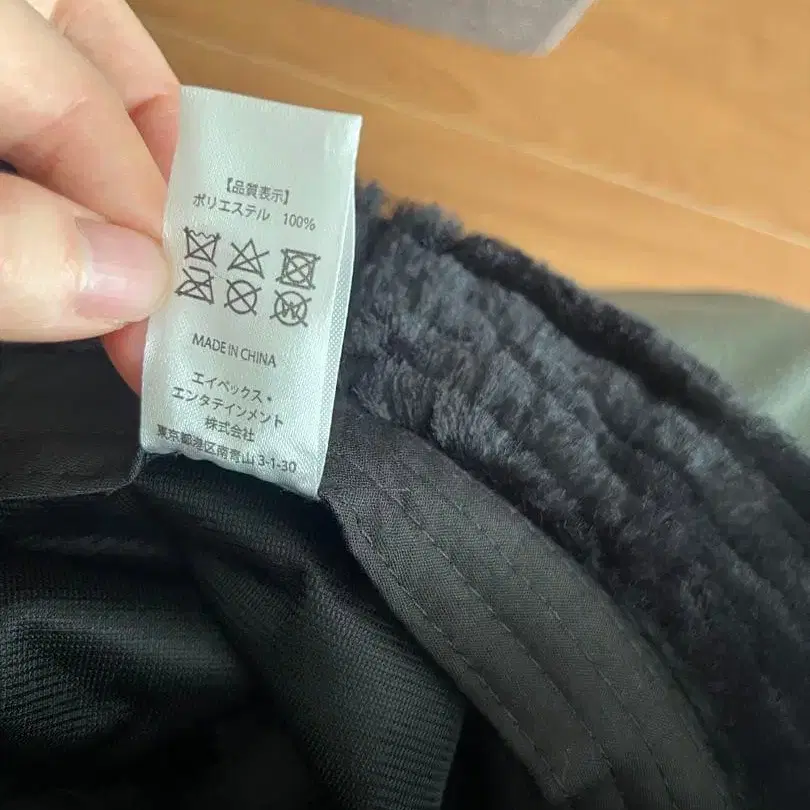 【品質表示】
ポリエステル 100%
W
MADE IN CHINA
エイベックス・
エンタテインメント
株式会社
東京都港区南青山 3-1-30